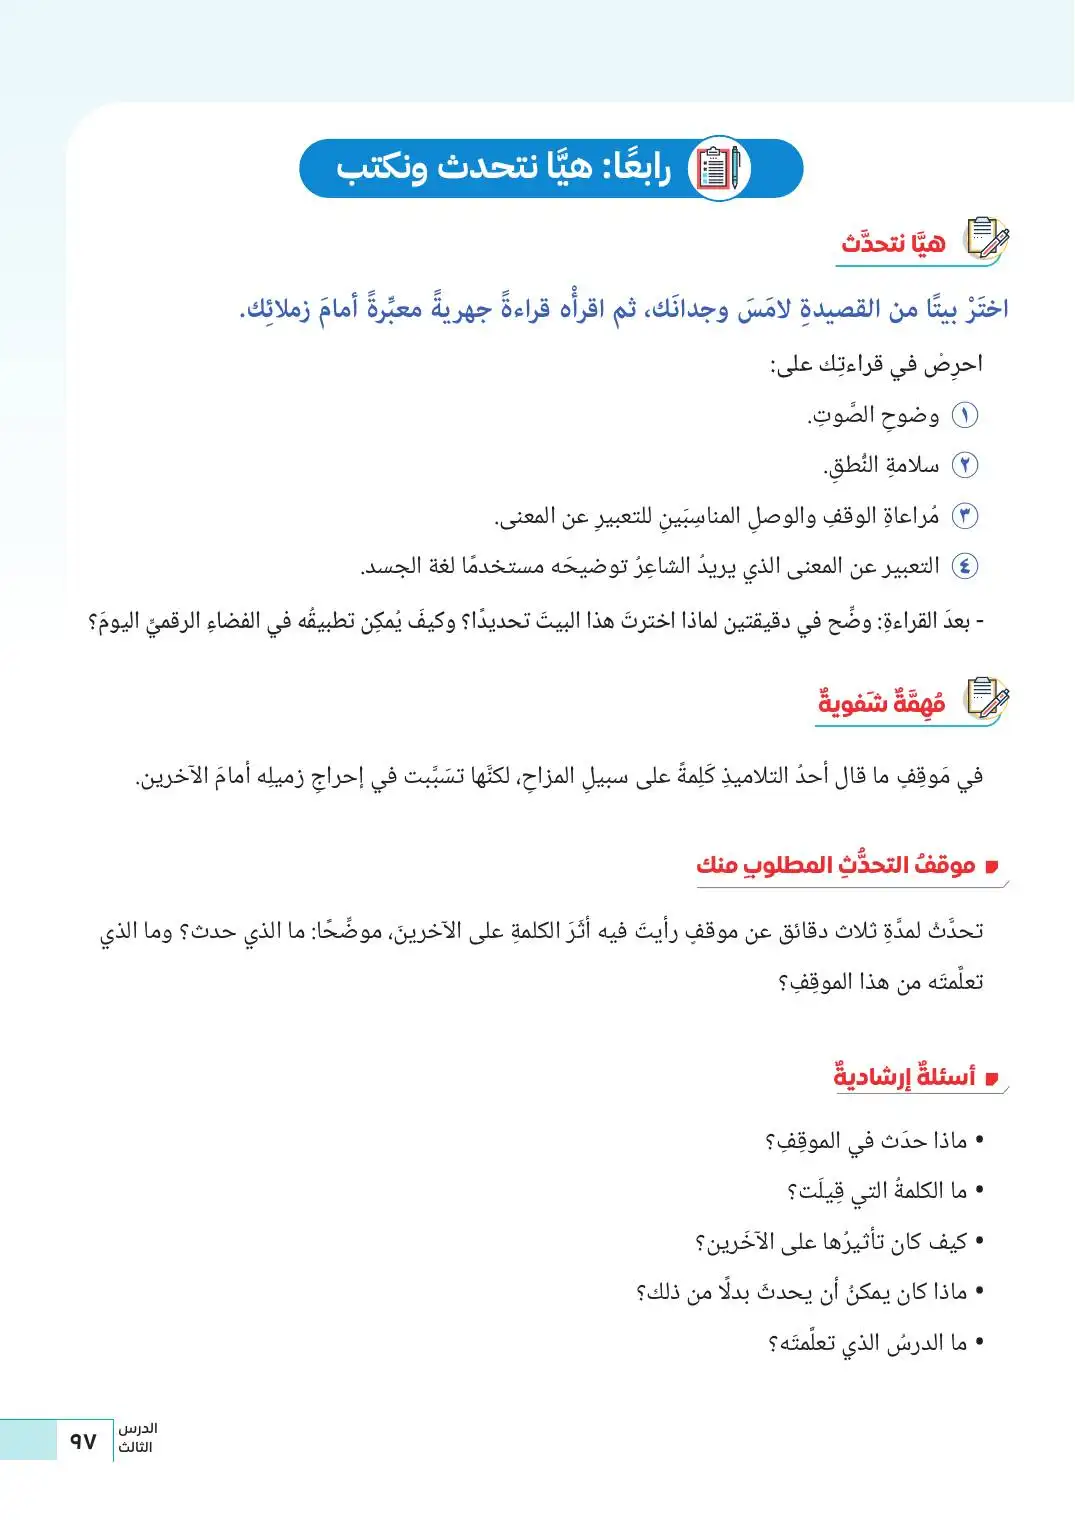 رابعًا: هيَّا نتحدث ونكتب
هيَّا نتحدَّث
اختَرْ بيتًا من القصيدةِ لامَسَ وجدانَك، ثم اقرأْه قراءةً جهريةً معبِّرةً أمامَ زملائِك.
احرِصْ في قراءتِك على:
١ وضوحِ الصَّوتِ.
٢ سلامةِ النُّطقِ.
٣ مُراعاةِ الوقفِ والوصلِ المناسِبَينِ للتعبيرِ عن المعنى.
٤ التعبير عن المعنى الذي يريدُ الشاعِرُ توضيحَه مستخدمًا لغة الجسد.
- بعدَ القراءةِ: وضِّح في دقيقتين لماذا اخترتَ هذا البيتَ تحديدًا؟ وكيفَ يُمكِن تطبيقُه في الفضاءِ الرقميِّ اليومَ؟
مُهِمَّةٌ شَفويةٌ
في مَوقِفٍ ما قال أحدُ التلاميذِ كَلِمةً على سبيلِ المزاحِ، لكنَّها تسَبَّبت في إحراجِ زميلِه أمامَ الآخرين.
موقفُ التحدُّثِ المطلوبِ منك
تحدَّثْ لمدَّةِ ثلاث دقائق عن موقفٍ رأيتَ فيه أثَرَ الكلمةِ على الآخرينَ، موضِّحًا: ما الذي حدث؟ وما الذي
تعلَّمتَه من هذا الموقِفِ؟
أسئلةٌ إرشاديةٌ
• ماذا حدَث في الموقِفِ؟
• ما الكلمةُ التي قِيلَت؟
• كيف كان تأثيرُها على الآخَرين؟
• ماذا كان يمكنُ أن يحدثَ بدلًا من ذلك؟
• ما الدرسُ الذي تعلَّمتَه؟
الدرس
الثالث
٩٧